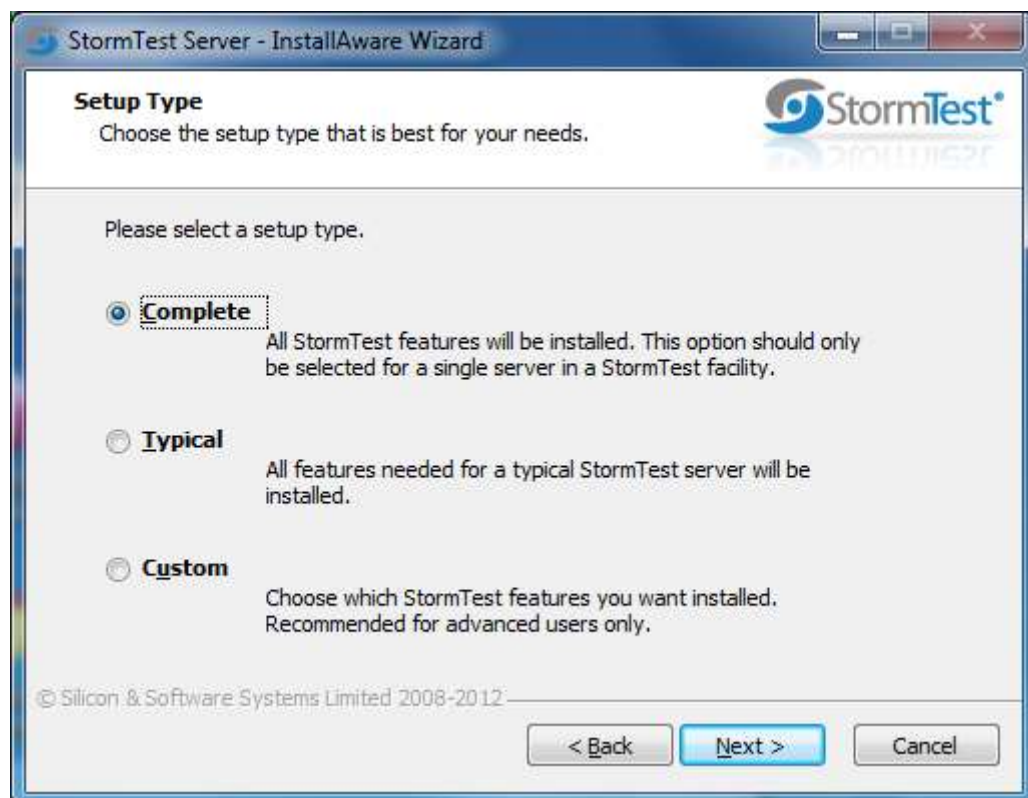 StormTest Server - InstallAware Wizard
Setup Type
Choose the setup type that is best for your needs.
StormTest
Please select a setup type.
Complete
All StormTest features will be installed. This option should only
be selected for a single server in a StormTest facility.
Typical
All features needed for a typical StormTest server will be
installed.
Custom
Choose which StormTest features you want installed.
Recommended for advanced users only.
© Silicon & Software Systems Limited 2008-2012
< Back
Next >
Cancel